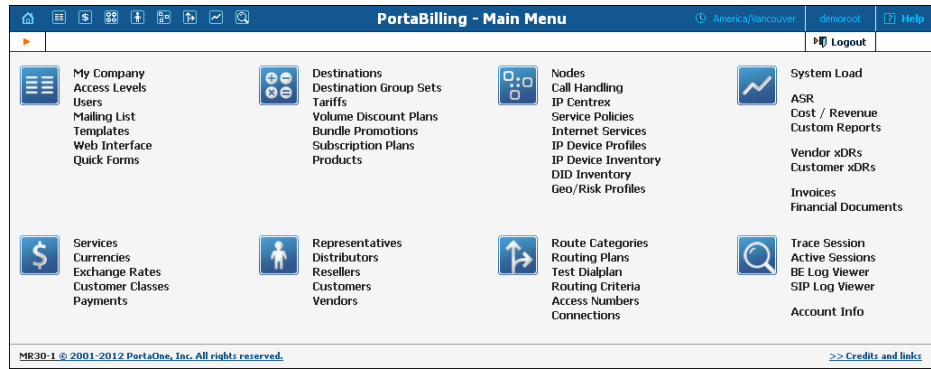 PortaBilling - Main Menu
America/Vancouver
demoroot
? Help
Logout
My Company
Access Levels
Users
Mailing List
Templates
Web Interface
Quick Forms
Destinations
Destination Group Sets
Tariffs
Volume Discount Plans
Bundle Promotions
Subscription Plans
Products
Nodes
Call Handling
IP Centrex
Service Policies
Internet Services
IP Device Profiles
IP Device Inventory
DID Inventory
Geo/Risk Profiles
System Load
ASR
Cost / Revenue
Custom Reports
Vendor xDRs
Customer xDRs
Invoices
Financial Documents
Services
Currencies
Exchange Rates
Customer Classes
Payments
Representatives
Distributors
Resellers
Customers
Vendors
Route Categories
Routing Plans
Test Dialplan
Routing Criteria
Access Numbers
Connections
Trace Session
Active Sessions
BE Log Viewer
SIP Log Viewer
Account Info
MR30-1 © 2001-2012 PortaOne, Inc. All rights reserved.
>> Credits and links